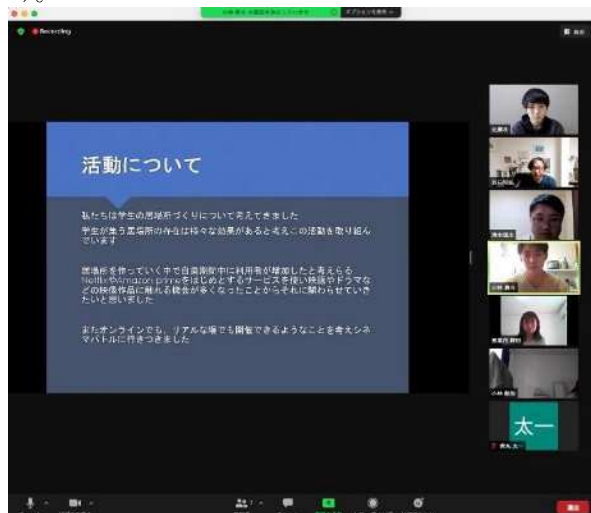 Recording
活動について
私たちは学生の居場所づくりについて考えてきました
学生が集う居場所の存在は様々な効果があると考えこの活動を取り組ん
でいます
居場所を作っていく中で自粛期間中に利用者が増加したと考えらる
NetflixやAmazon primeをはじめとするサービスを使い映画やドラマな
どの映像作品に触れる機会が多くなったことからそれに関わらせていき
たいと思いました
またオンラインでも、リアルな場でも開催できるようなことを考えシネ
マバトルに行きつきました
太一